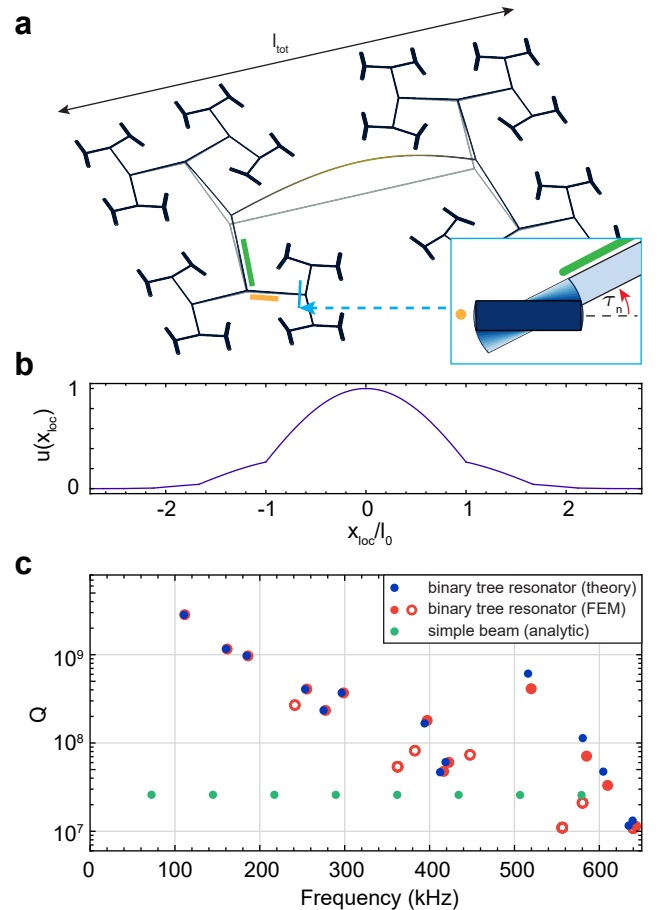 a
l_tot
τ_n
b
u(x_loc)
1
0
-2 -1 0 1 2
x_loc/l_0
c
Q
10^9
10^8
10^7
binary tree resonator (theory)
binary tree resonator (FEM)
simple beam (analytic)
0 100 200 300 400 500 600
Frequency (kHz)